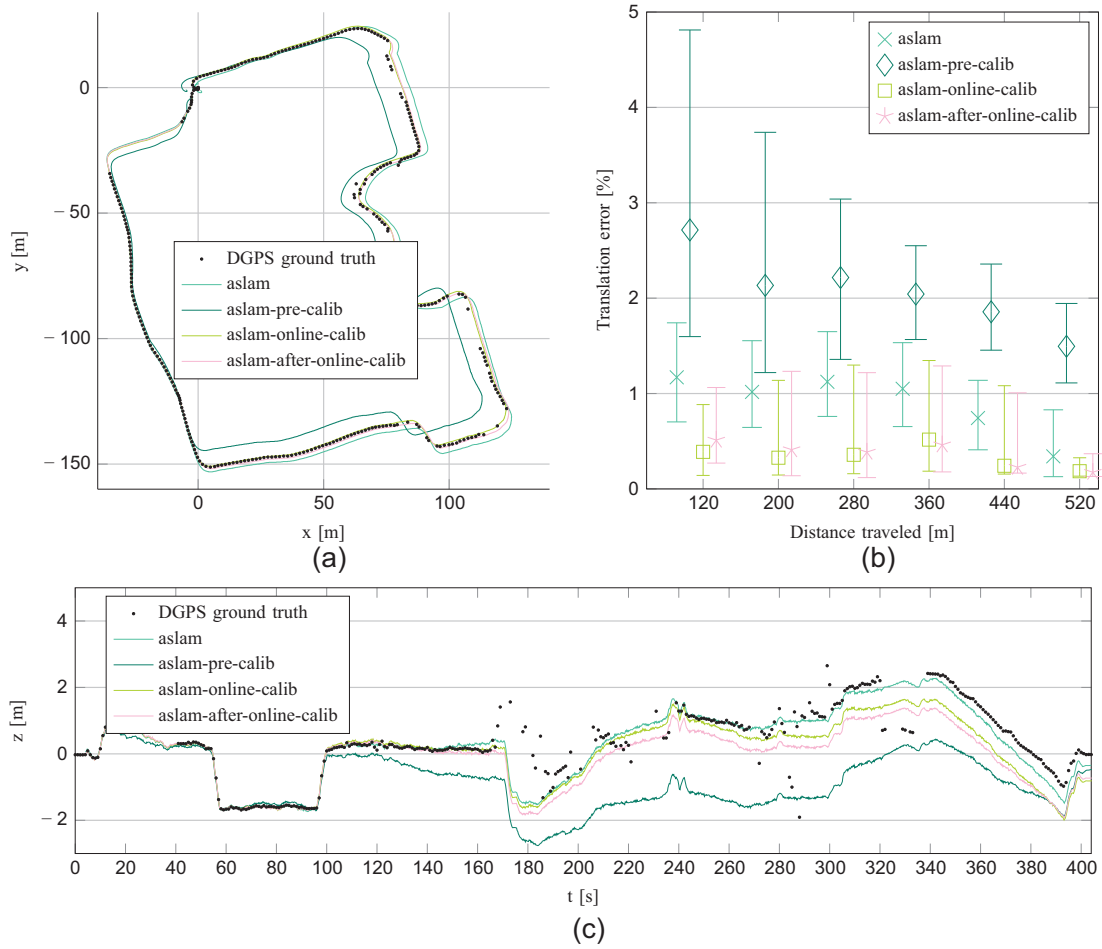 0
− 50
− 100
− 150
y [m]
0
50
100
x [m]
DGPS ground truth
aslam
aslam-pre-calib
aslam-online-calib
aslam-after-online-calib
(a)
5
4
3
2
1
0
Translation error [%]
120
200
280
360
440
520
Distance traveled [m]
aslam
aslam-pre-calib
aslam-online-calib
aslam-after-online-calib
(b)
4
2
0
− 2
z [m]
0 20 40 60 80 100 120 140 160 180 200 220 240 260 280 300 320 340 360 380 400
t [s]
DGPS ground truth
aslam
aslam-pre-calib
aslam-online-calib
aslam-after-online-calib
(c)